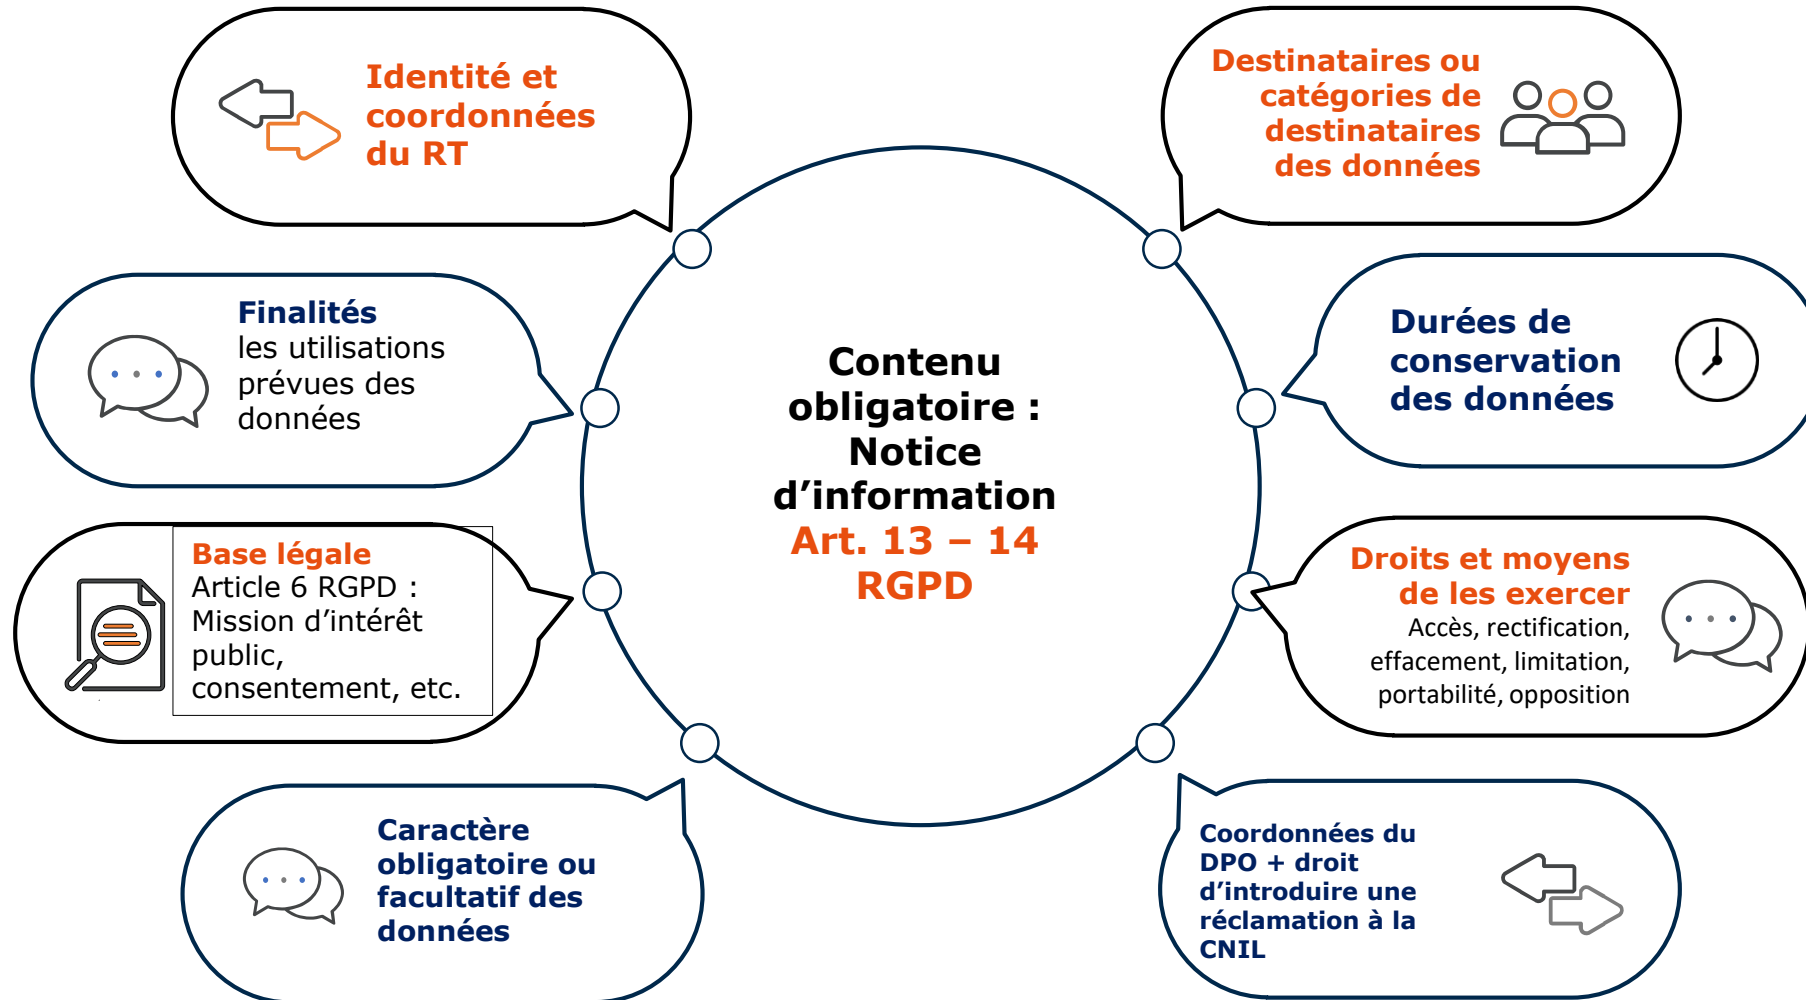 Identité et
coordonnées
du RT
Destinataires ou
catégories de
destinataires
des données
Finalités
les utilisations
prévues des
données
Durées de
conservation
des données
Contenu
obligatoire :
Notice
d’information
Art. 13 – 14
RGPD
Base légale
Article 6 RGPD :
Mission d’intérêt
public,
consentement, etc.
Droits et moyens
de les exercer
Accès, rectification,
effacement, limitation,
portabilité, opposition
Caractère
obligatoire ou
facultatif des
données
Coordonnées du
DPO + droit
d’introduire une
réclamation à la
CNIL